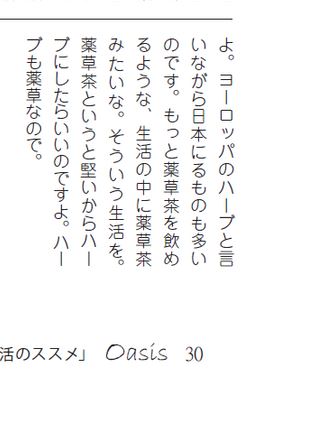 よ。ヨーロッパのハーブと言
いながら日本にるものも多い
のです。もっと薬草茶を飲め
るような、生活の中に薬草茶
みたいな。そういう生活を。
薬草茶というと堅いからハー
ブにしたらいいのですよ。ハー
ブも薬草なので。
活のススメ」 Oasis 30